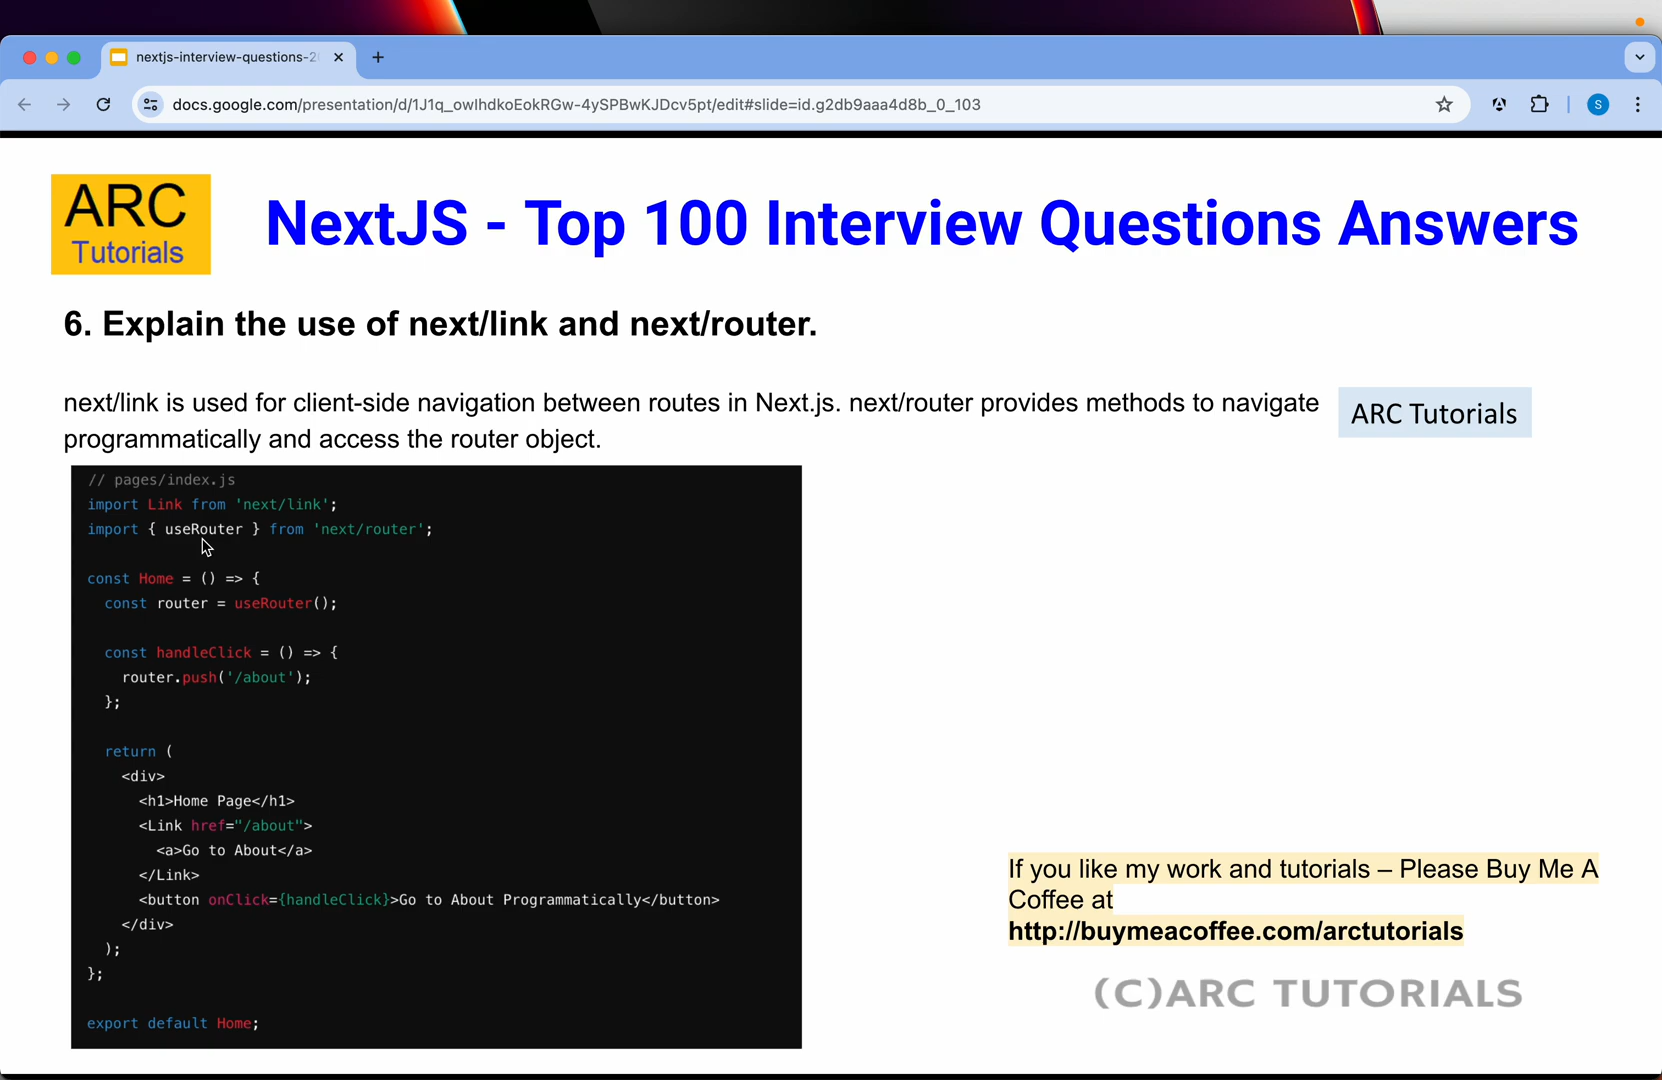 nextjs-interview-questions-2
docs.google.com/presentation/d/1J1q_owIhdkoEokRGw-4ySPBwKJDcv5pt/edit#slide=id.g2db9aaa4d8b_0_103
S
ARC
Tutorials
NextJS - Top 100 Interview Questions Answers
6. Explain the use of next/link and next/router.
next/link is used for client-side navigation between routes in Next.js. next/router provides methods to navigate
programmatically and access the router object.
ARC Tutorials
// pages/index.js
import Link from 'next/link';
import { useRouter } from 'next/router';
const Home = () => {
  const router = useRouter();
  const handleClick = () => {
    router.push('/about');
  };
  return (
    <div>
      <h1>Home Page</h1>
      <Link href="/about">
        <a>Go to About</a>
      </Link>
      <button onClick={handleClick}>Go to About Programmatically</button>
    </div>
  );
};
export default Home;
If you like my work and tutorials – Please Buy Me A
Coffee at
http://buymeacoffee.com/arctutorials
(C)ARC TUTORIALS